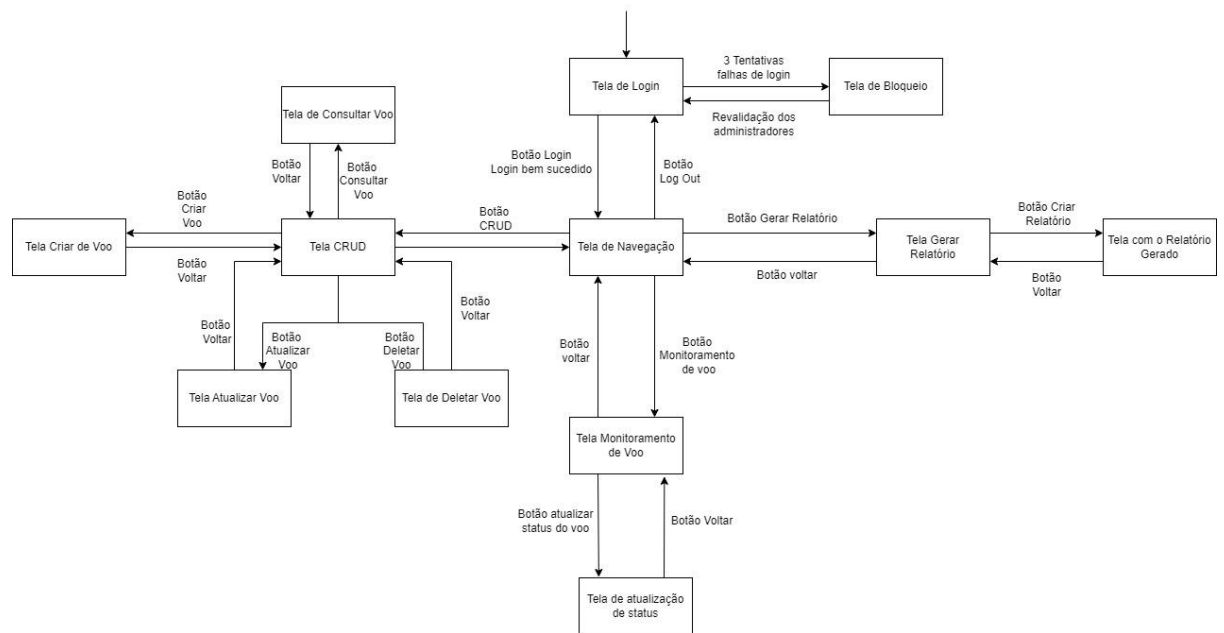 3 Tentativas
falhas de login
Tela de Login
Tela de Bloqueio
Revalidação dos
administradores
Tela de Consultar Voo
Botão Login
Login bem sucedido
Botão
Log Out
Botão
Voltar
Botão
Consultar
Voo
Botão
Criar
Voo
Botão
CRUD
Botão Gerar Relatório
Botão Criar
Relatório
Tela Criar de Voo
Tela CRUD
Tela de Navegação
Tela Gerar
Relatório
Tela com o Relatório
Gerado
Botão
Voltar
Botão voltar
Botão
Voltar
Botão
Voltar
Botão
Voltar
Botão
Atualizar
Voo
Botão
Deletar
Voo
Botão
voltar
Botão
Monitoramento
de voo
Tela Atualizar Voo
Tela de Deletar Voo
Tela Monitoramento
de Voo
Botão atualizar
status do voo
Botão Voltar
Tela de atualização
de status